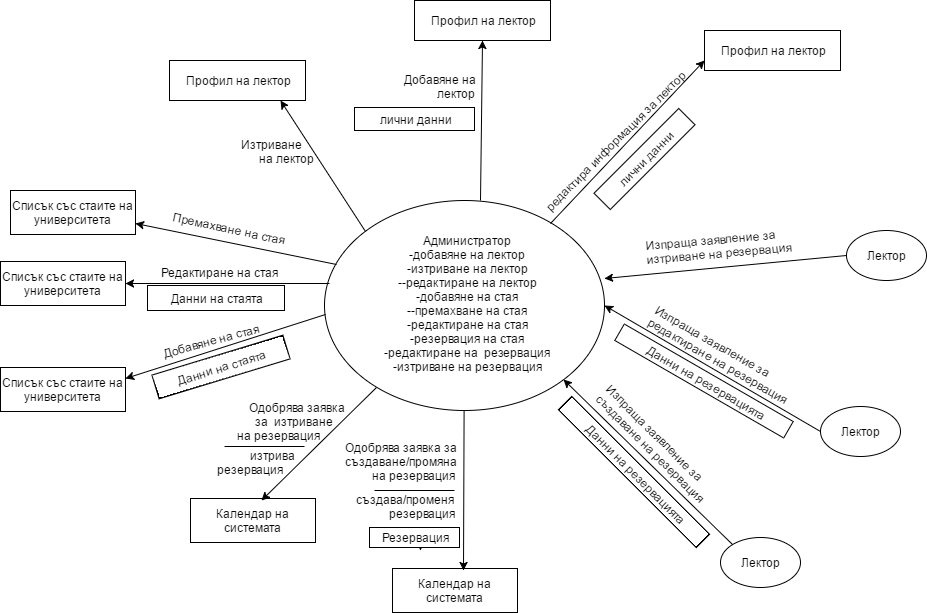 Профил на лектор
Добавяне на
лектор
лични данни
Профил на лектор
редактира информация за лектор
лични данни
Профил на лектор
Изтриване
на лектор
Списък със стаите на
университета
Премахване на стая
Списък със стаите на
университета
Редактиране на стая
Данни на стаята
Списък със стаите на
университета
Добавяне на стая
Данни на стаята
Администратор
-добавяне на лектор
-изтриване на лектор
--редактиране на лектор
-добавяне на стая
--премахване на стая
-редактиране на стая
-резервация на стая
-редактиране на резервация
-изтриване на резервация
Изпраща заявление за
изтриване на резервация
Лектор
Изпраща заявление за
редактиране на резервация
Данни на резервацията
Лектор
Изпраща заявление за
създаване на резервация
Данни на резервацията
Лектор
Одобрява заявка
за изтриване
на резервация
изтрива
резервация
Календар на
системата
Одобрява заявка за
създаване/промяна
на резервация
създава/променя
резервация
Резервация
Календар на
системата